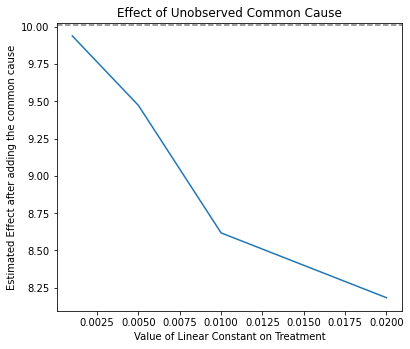 Effect of Unobserved Common Cause
Estimated Effect after adding the common cause
10.00
9.75
9.50
9.25
9.00
8.75
8.50
8.25
0.0025 0.0050 0.0075 0.0100 0.0125 0.0150 0.0175 0.0200
Value of Linear Constant on Treatment